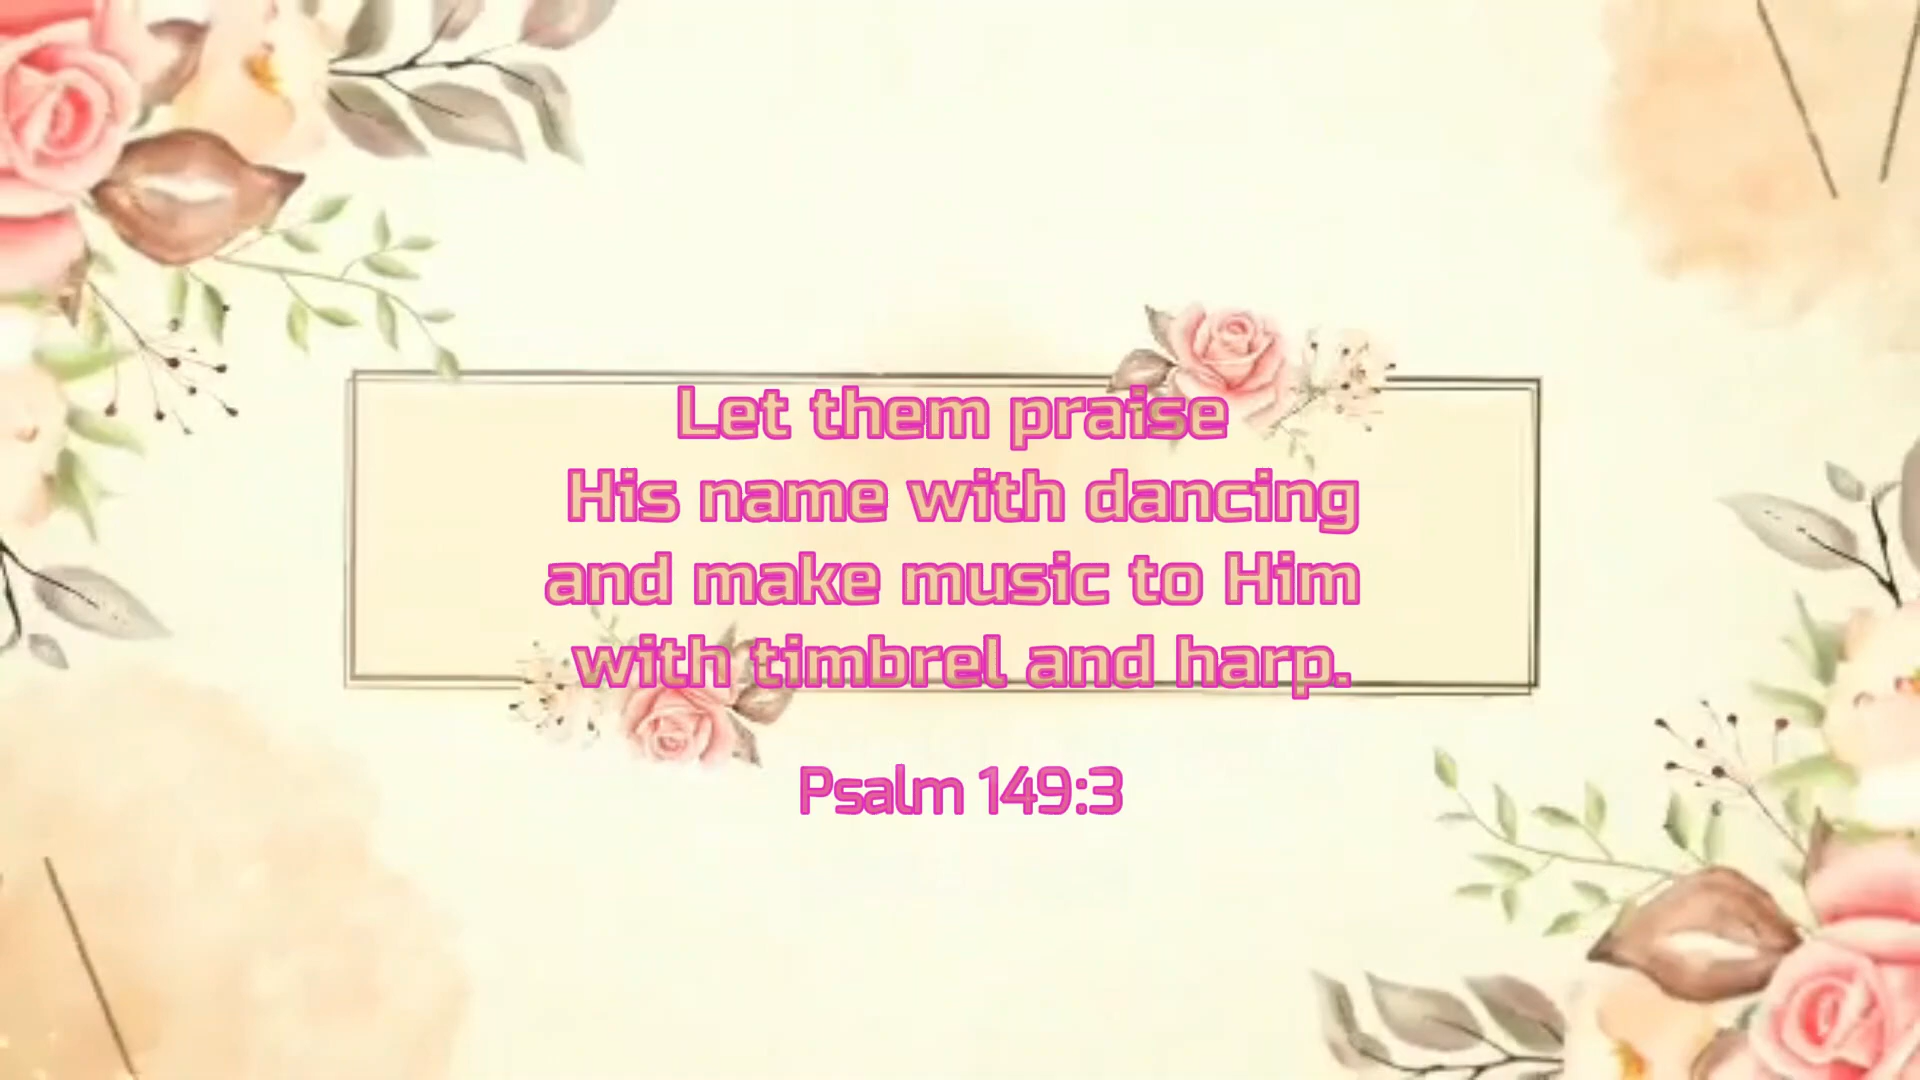 Let them praise
His name with dancing
and make music to Him
with timbrel and harp.
Psalm 149:3